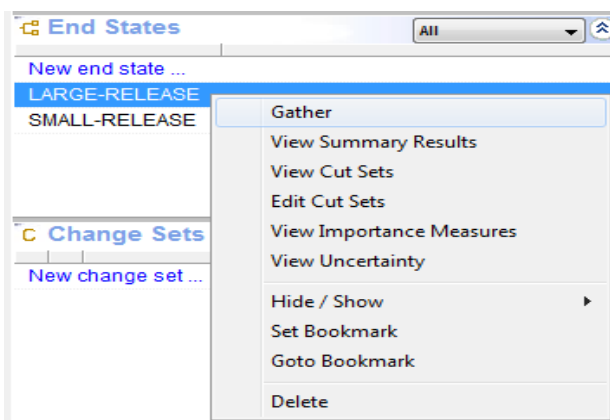 End States
All
New end state ...
LARGE-RELEASE
SMALL-RELEASE
Gather
View Summary Results
View Cut Sets
Edit Cut Sets
View Importance Measures
View Uncertainty
Hide / Show
Set Bookmark
Goto Bookmark
Delete
C Change Sets
New change set ...